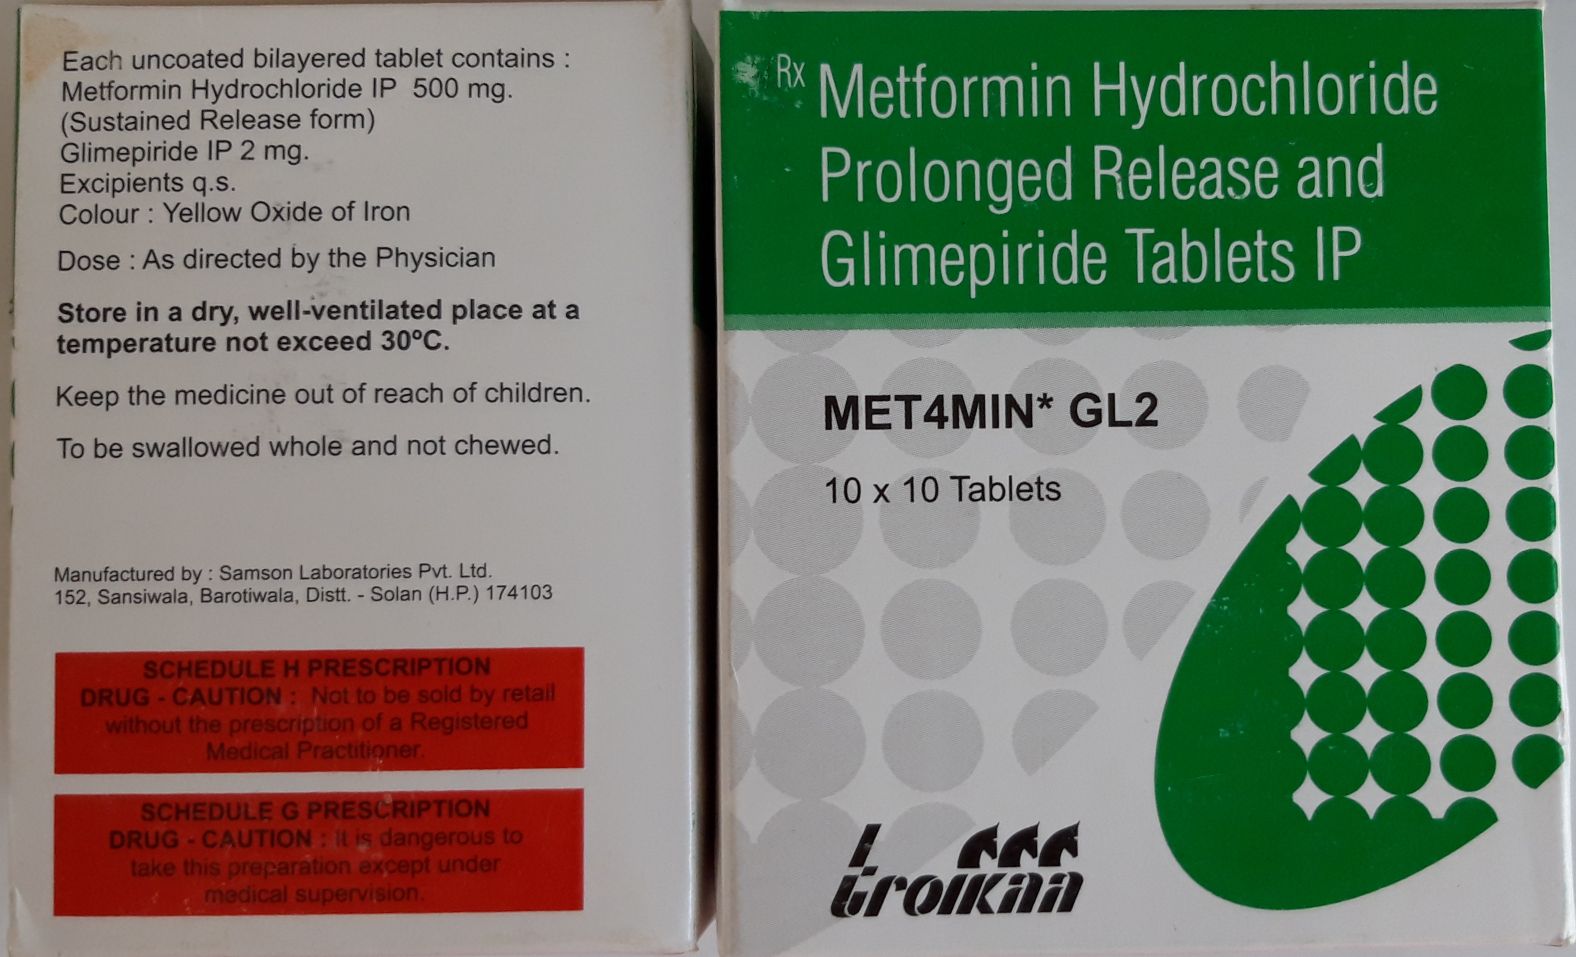 Each uncoated bilayered tablet contains :
Metformin Hydrochloride IP 500 mg.
(Sustained Release form)
Glimepiride IP 2 mg.
Excipients q.s.
Colour : Yellow Oxide of Iron
Dose : As directed by the Physician
Store in a dry, well-ventilated place at a
temperature not exceed 30ºC.
Keep the medicine out of reach of children.
To be swallowed whole and not chewed.
Manufactured by : Samson Laboratories Pvt. Ltd.
152, Sansiwala, Barotiwala, Distt. - Solan (H.P.) 174103
SCHEDULE H PRESCRIPTION
DRUG - CAUTION : Not to be sold by retail
without the prescription of a Registered
Medical Practitioner.
SCHEDULE G PRESCRIPTION
DRUG - CAUTION : It is dangerous to
take this preparation except under
medical supervision.
Rx Metformin Hydrochloride
Prolonged Release and
Glimepiride Tablets IP
MET4MIN* GL2
10 x 10 Tablets
troikaa